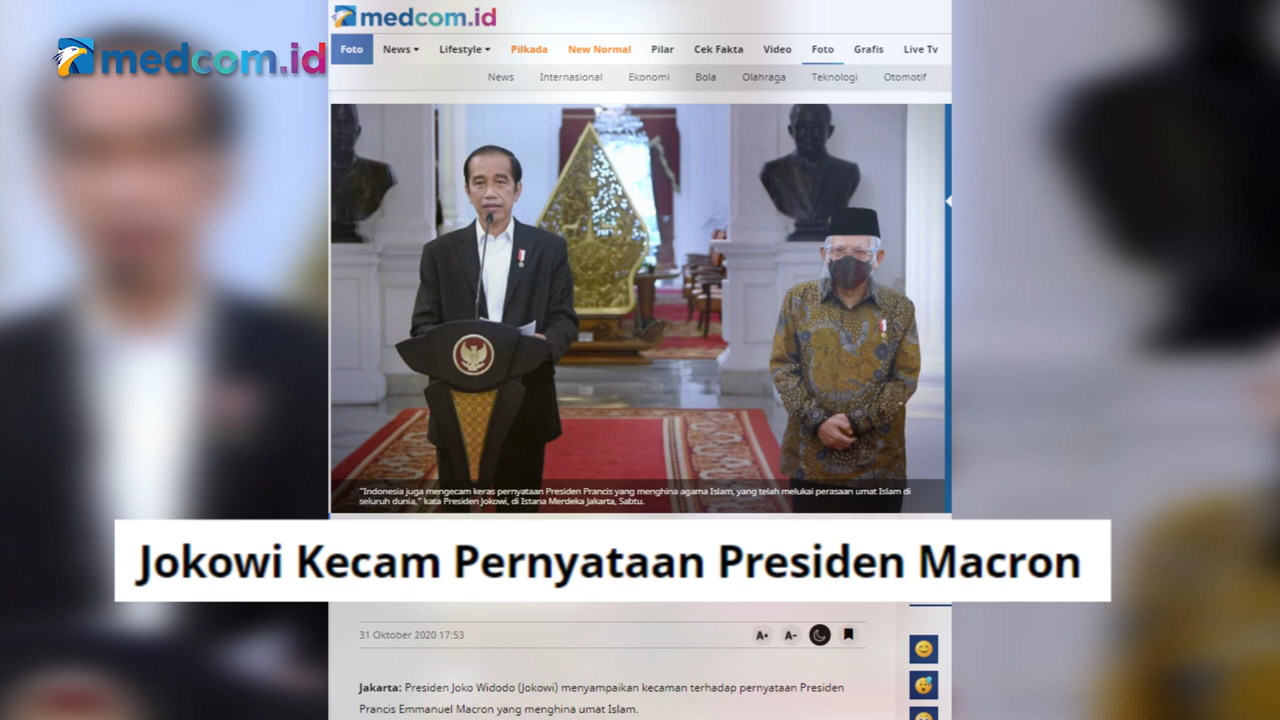 medcom.id
medcom.id
Foto News Lifestyle Pilkada New Normal Pilar Cek Fakta Video Foto Grafis Live Tv
News Internasional Ekonomi Bola Olahraga Teknologi Otomotif
"Indonesia juga mengecam keras pernyataan Presiden Prancis yang menghina agama Islam, yang telah melukai perasaan umat Islam di
seluruh dunia," kata Presiden Jokowi, di Istana Merdeka Jakarta, Sabtu.
Jokowi Kecam Pernyataan Presiden Macron
31 Oktober 2020 17:53
A+ A-
Jakarta: Presiden Joko Widodo (Jokowi) menyampaikan kecaman terhadap pernyataan Presiden
Prancis Emmanuel Macron yang menghina umat Islam.